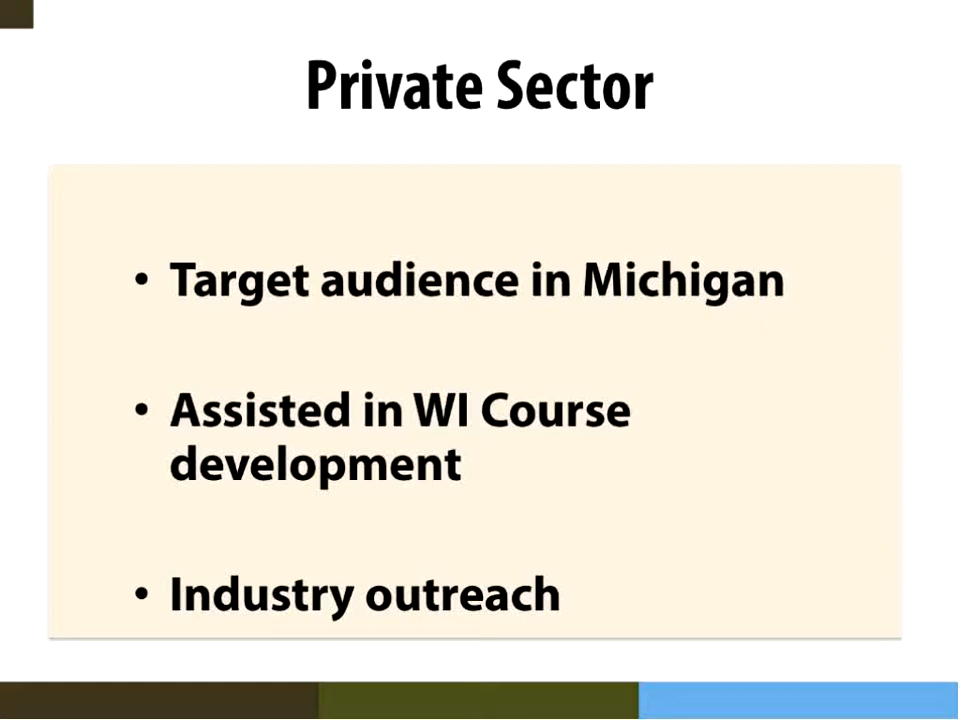 Private Sector
• Target audience in Michigan
• Assisted in WI Course
development
• Industry outreach